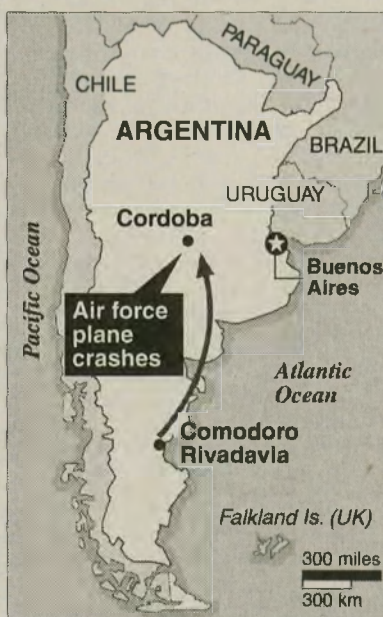 PARAGUAY
CHILE
ARGENTINA
BRAZIL
URUGUAY
Cordoba
Buenos
Aires
Pacific Ocean
Air force
plane
crashes
Atlantic
Ocean
Comodoro
Rivadavia
Falkland Is. (UK)
300 miles
300 km